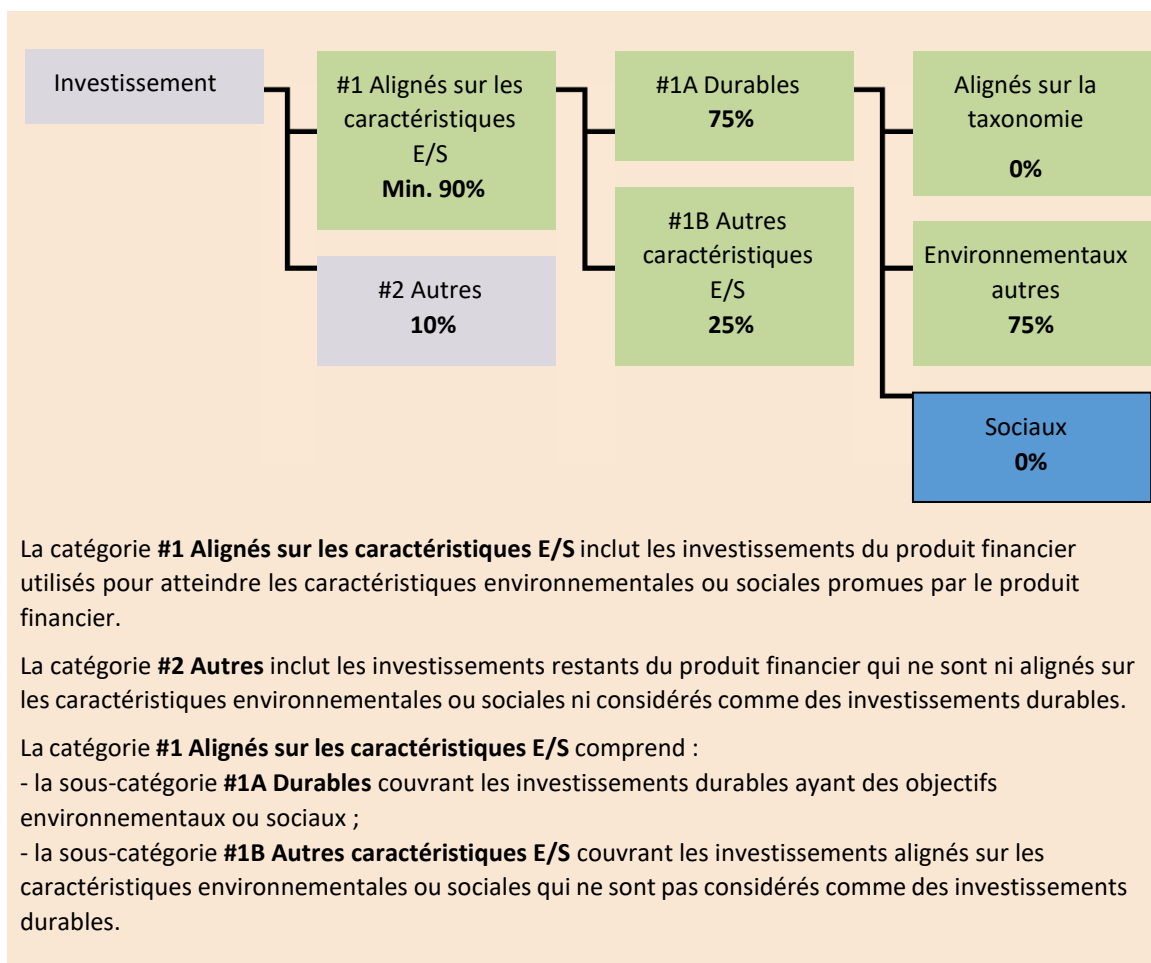 Investissement
#1 Alignés sur les
caractéristiques
E/S
Min. 90%
#2 Autres
10%
#1A Durables
75%
#1B Autres
caractéristiques
E/S
25%
Alignés sur la
taxonomie
0%
Environnementaux
autres
75%
Sociaux
0%
La catégorie #1 Alignés sur les caractéristiques E/S inclut les investissements du produit financier
utilisés pour atteindre les caractéristiques environnementales ou sociales promues par le produit
financier.
La catégorie #2 Autres inclut les investissements restants du produit financier qui ne sont ni alignés sur
les caractéristiques environnementales ou sociales ni considérés comme des investissements durables.
La catégorie #1 Alignés sur les caractéristiques E/S comprend :
- la sous-catégorie #1A Durables couvrant les investissements durables ayant des objectifs
environnementaux ou sociaux ;
- la sous-catégorie #1B Autres caractéristiques E/S couvrant les investissements alignés sur les
caractéristiques environnementales ou sociales qui ne sont pas considérés comme des investissements
durables.